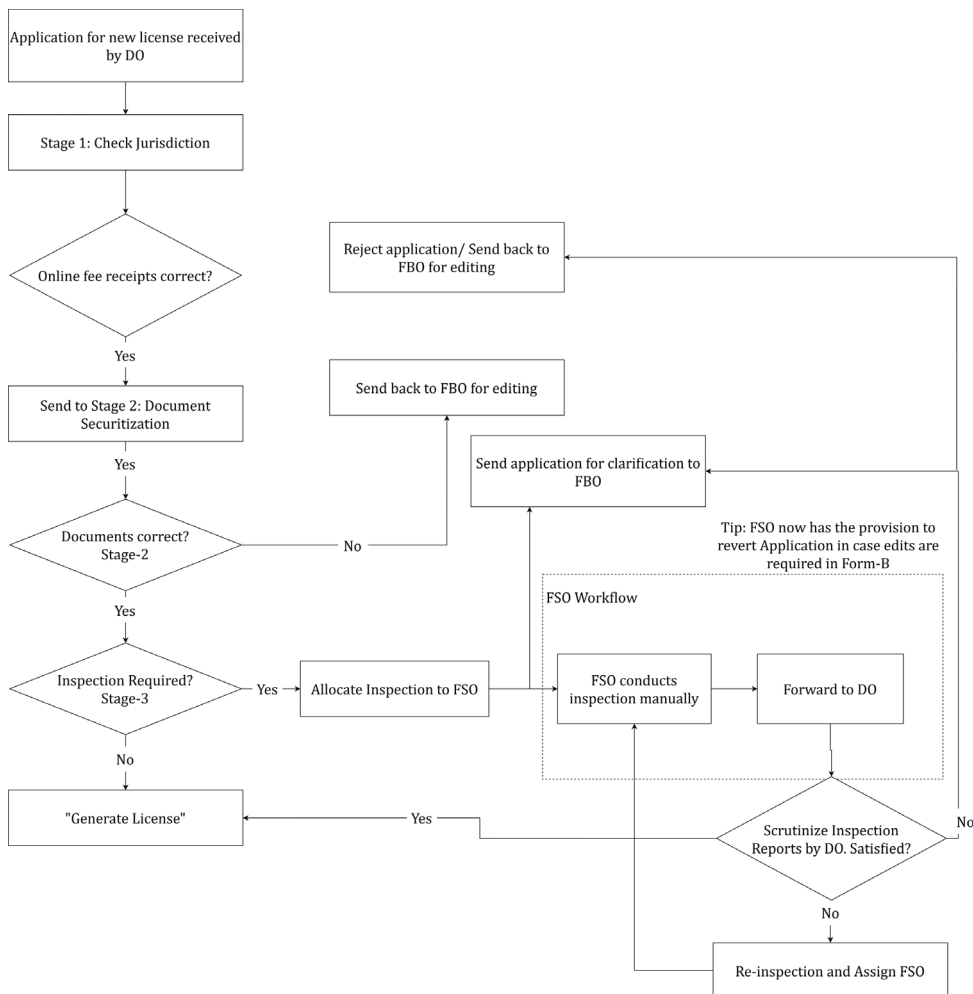 Application for new license received
by DO
Stage 1: Check Jurisdiction
Online fee receipts correct?
Reject application/ Send back to
FBO for editing
Yes
Send to Stage 2: Document
Securitization
Send back to FBO for editing
Yes
Send application for clarification to
FBO
Documents correct?
Stage-2
No
Tip: FSO now has the provision to
revert Application in case edits are
required in Form-B
Yes
FSO Workflow
Inspection Required?
Stage-3
Yes
Allocate Inspection to FSO
FSO conducts
inspection manually
Forward to DO
No
"Generate License"
Yes
Scrutinize Inspection
Reports by DO. Satisfied?
No
No
Re-inspection and Assign FSO